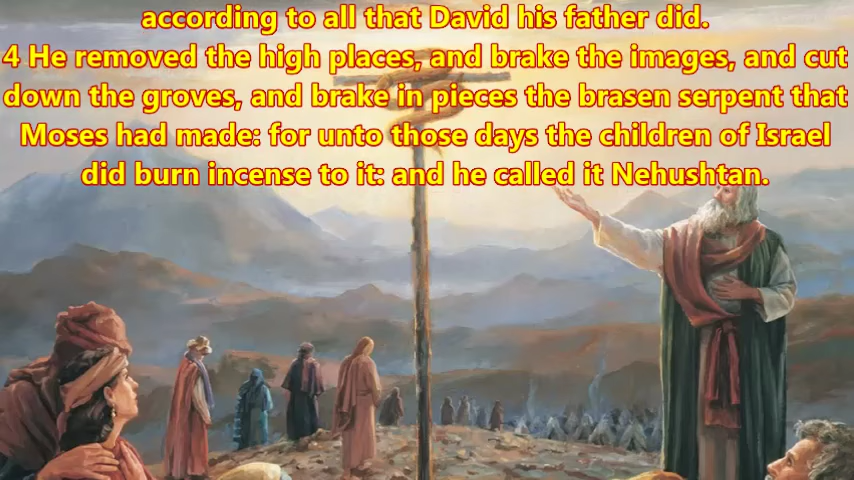 according to all that David his father did.
4 He removed the high places, and brake the images, and cut
down the groves, and brake in pieces the brasen serpent that
Moses had made: for unto those days the children of Israel
did burn incense to it: and he called it Nehushtan.